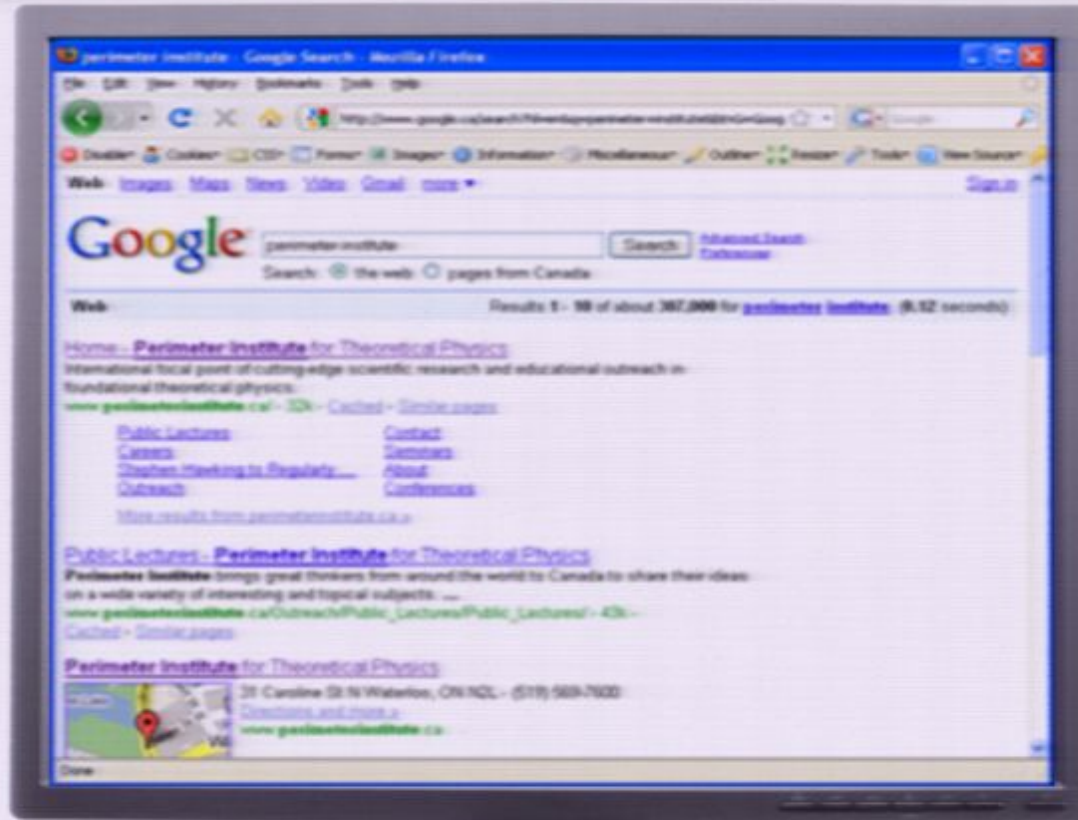 perimeter institute - Google Search - Mozilla Firefox
File Edit View History Bookmarks Tools Help
Disable Cookies CSS Forms Images Information Miscellaneous Outline Resize Tools View Source
Web Images Maps News Video Gmail more Sign in
Google perimeter institute Search Advanced Search
Preferences
Search: the web pages from Canada
Web Results 1 - 10 of about 307,000 for perimeter institute. (0.12 seconds)
Home - Perimeter Institute for Theoretical Physics
International focal point of cutting-edge scientific research and educational outreach in
foundational theoretical physics.
www.perimeterinstitute.ca/ - 32k - Cached - Similar pages
Public Lectures Contact
Careers Seminars
Stephen Hawking to Regularly ... About
Outreach Conferences
More results from perimeterinstitute.ca »
Public Lectures - Perimeter Institute for Theoretical Physics
Perimeter Institute brings great thinkers from around the world to Canada to share their ideas
on a wide variety of interesting and topical subjects. ...
www.perimeterinstitute.ca/Outreach/Public_Lectures/Public_Lectures/ - 43k -
Cached - Similar pages
Perimeter Institute for Theoretical Physics
31 Caroline St N Waterloo, ON N2L - (519) 569-7600
Directions and more »
www.perimeterinstitute.ca
Done